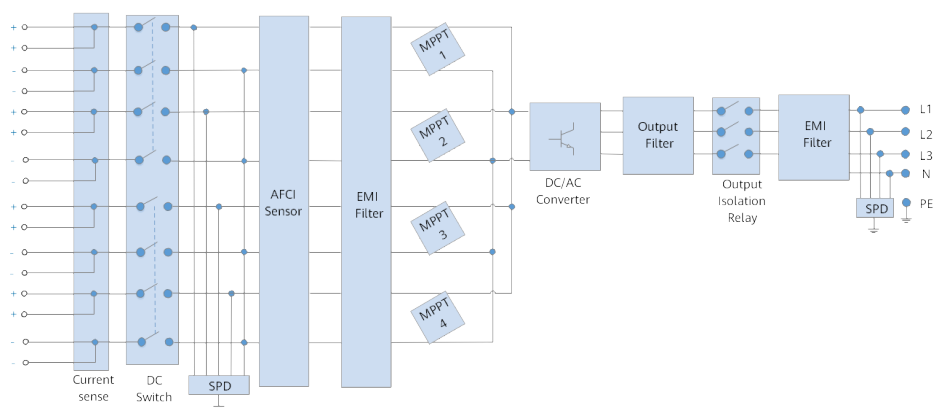 +
+
-
-
+
+
-
-
+
+
-
-
+
+
-
-
Current
sense
DC
Switch
SPD
AFCI
Sensor
EMI
Filter
MPPT
1
MPPT
2
MPPT
3
MPPT
4
DC/AC
Converter
Output
Filter
Output
Isolation
Relay
EMI
Filter
SPD
L1
L2
L3
N
PE